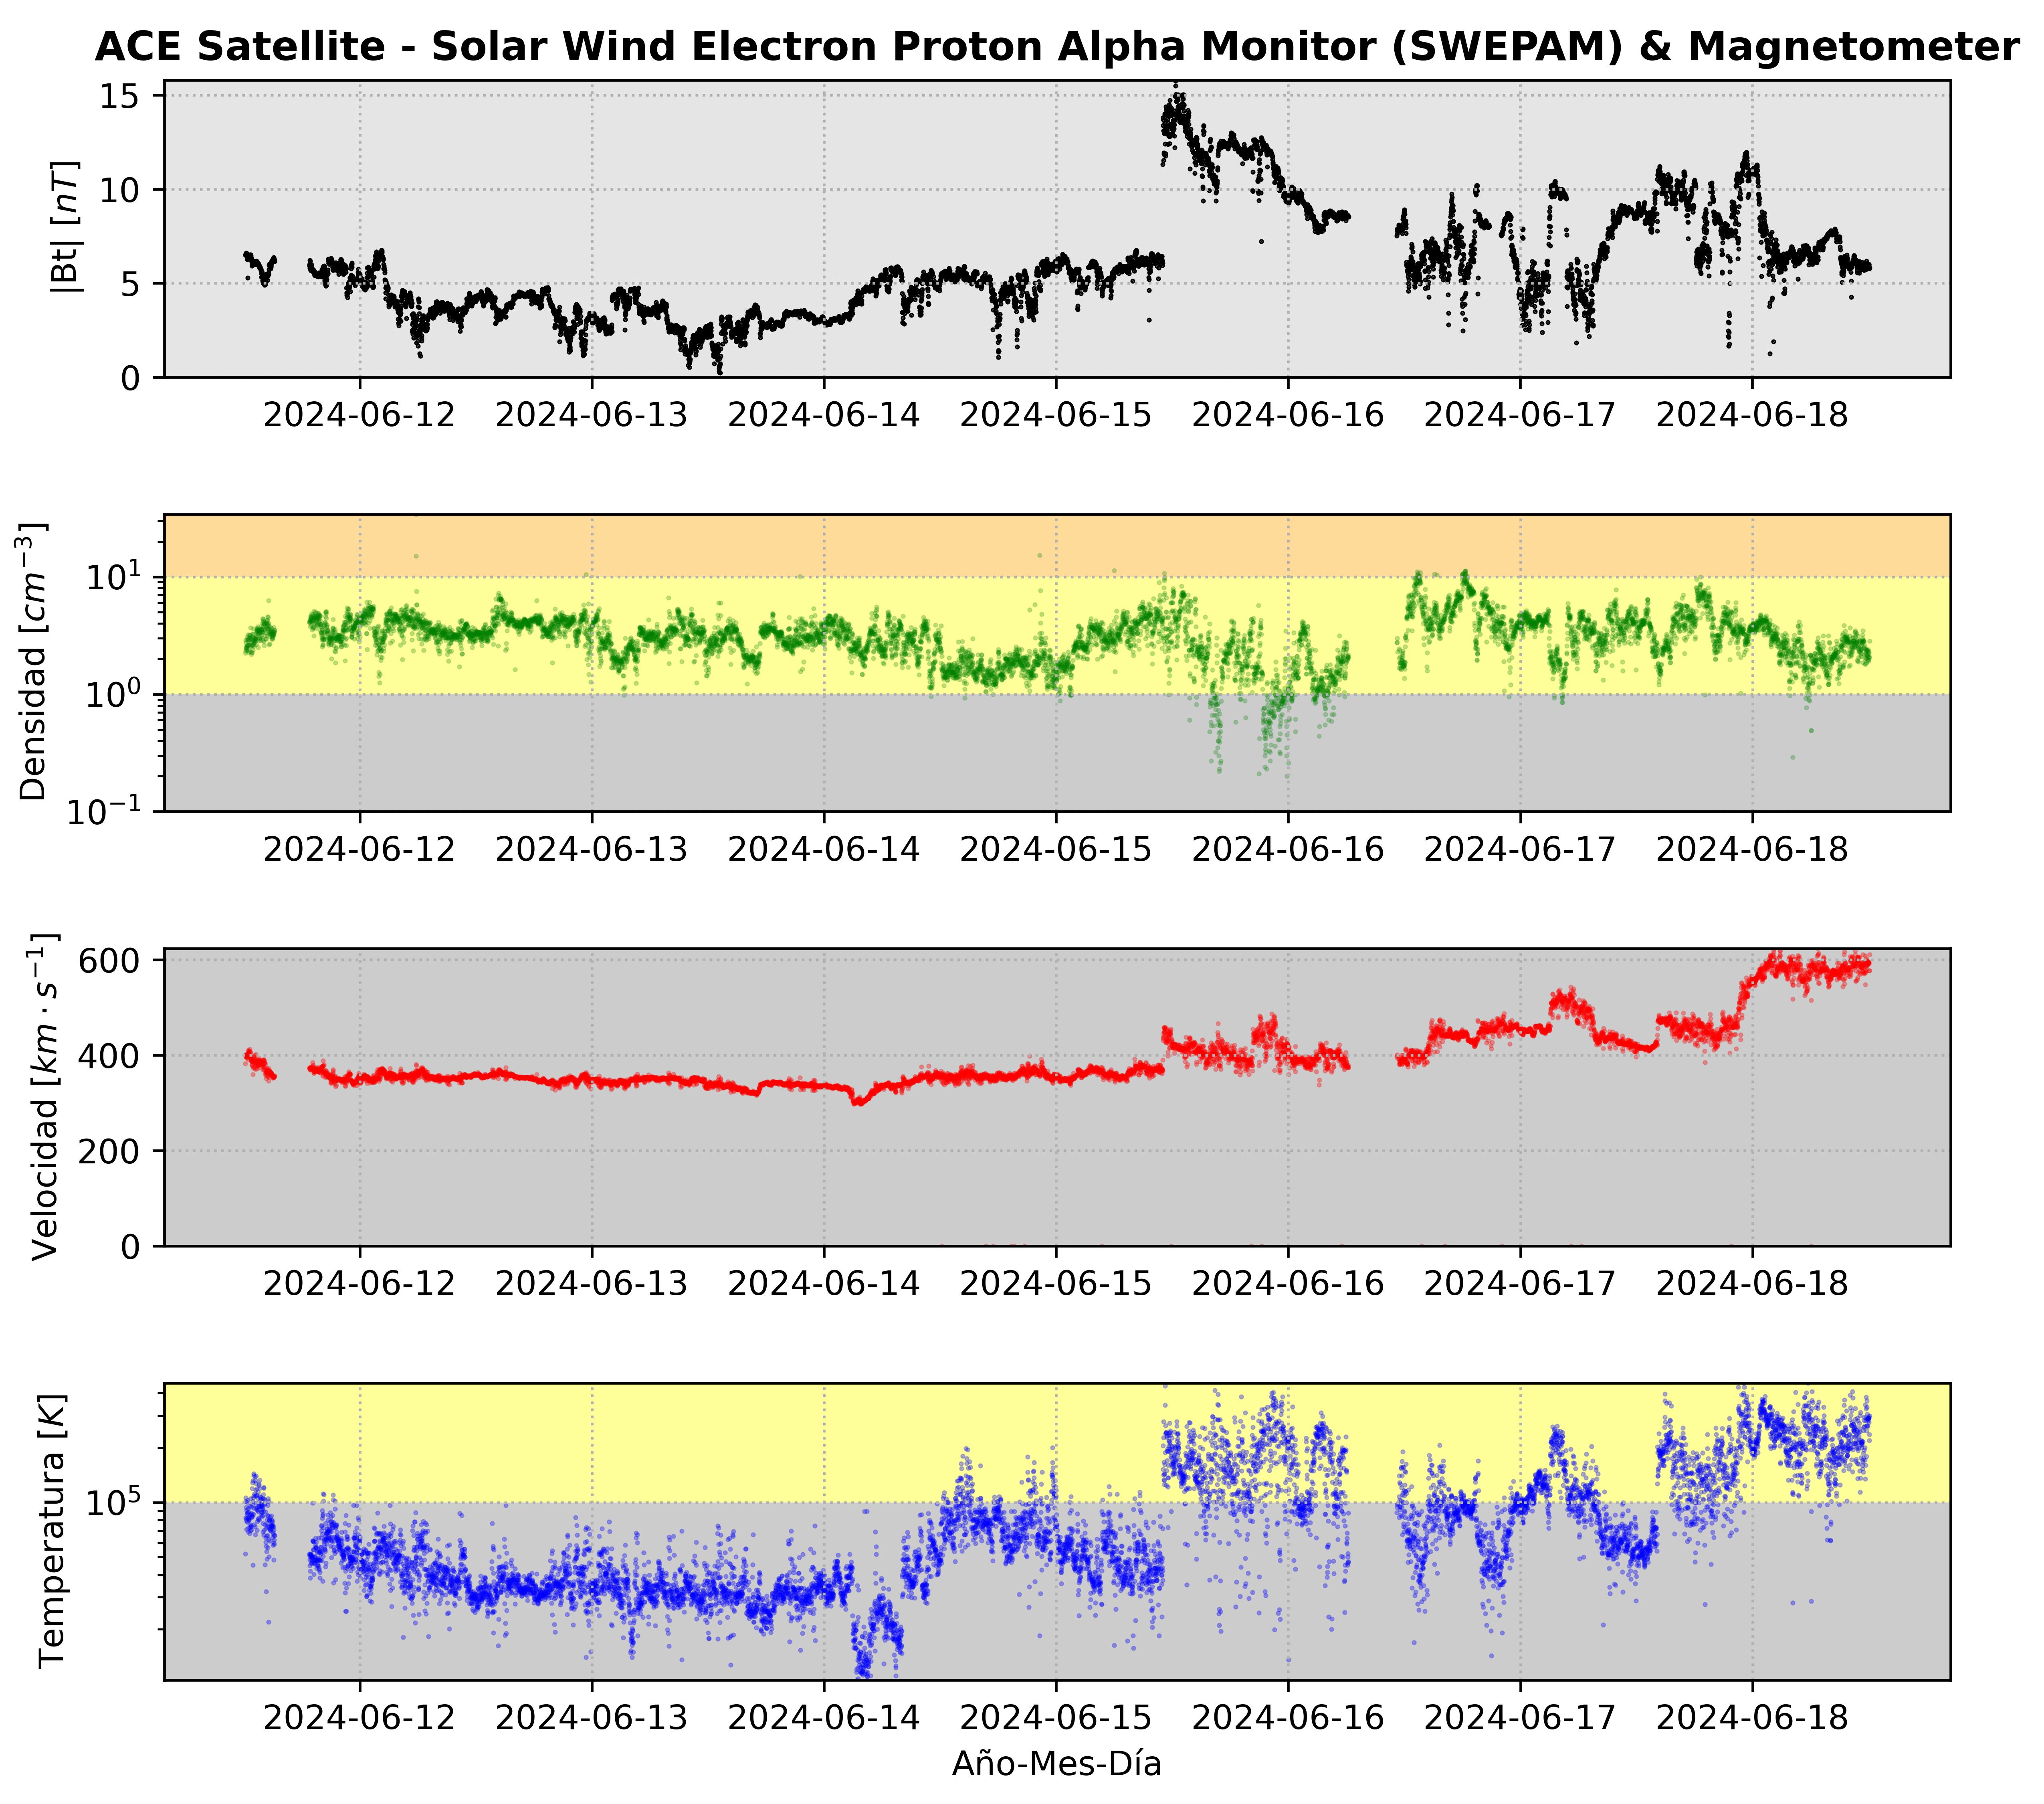 ACE Satellite - Solar Wind Electron Proton Alpha Monitor (SWEPAM) & Magnetometer
|Bt| [nT]
15
10
5
0
2024-06-12 2024-06-13 2024-06-14 2024-06-15 2024-06-16 2024-06-17 2024-06-18
Densidad [cm⁻³]
10¹
10⁰
10⁻¹
2024-06-12 2024-06-13 2024-06-14 2024-06-15 2024-06-16 2024-06-17 2024-06-18
Velocidad [km · s⁻¹]
600
400
200
0
2024-06-12 2024-06-13 2024-06-14 2024-06-15 2024-06-16 2024-06-17 2024-06-18
Temperatura [K]
10⁵
2024-06-12 2024-06-13 2024-06-14 2024-06-15 2024-06-16 2024-06-17 2024-06-18
Año-Mes-Día